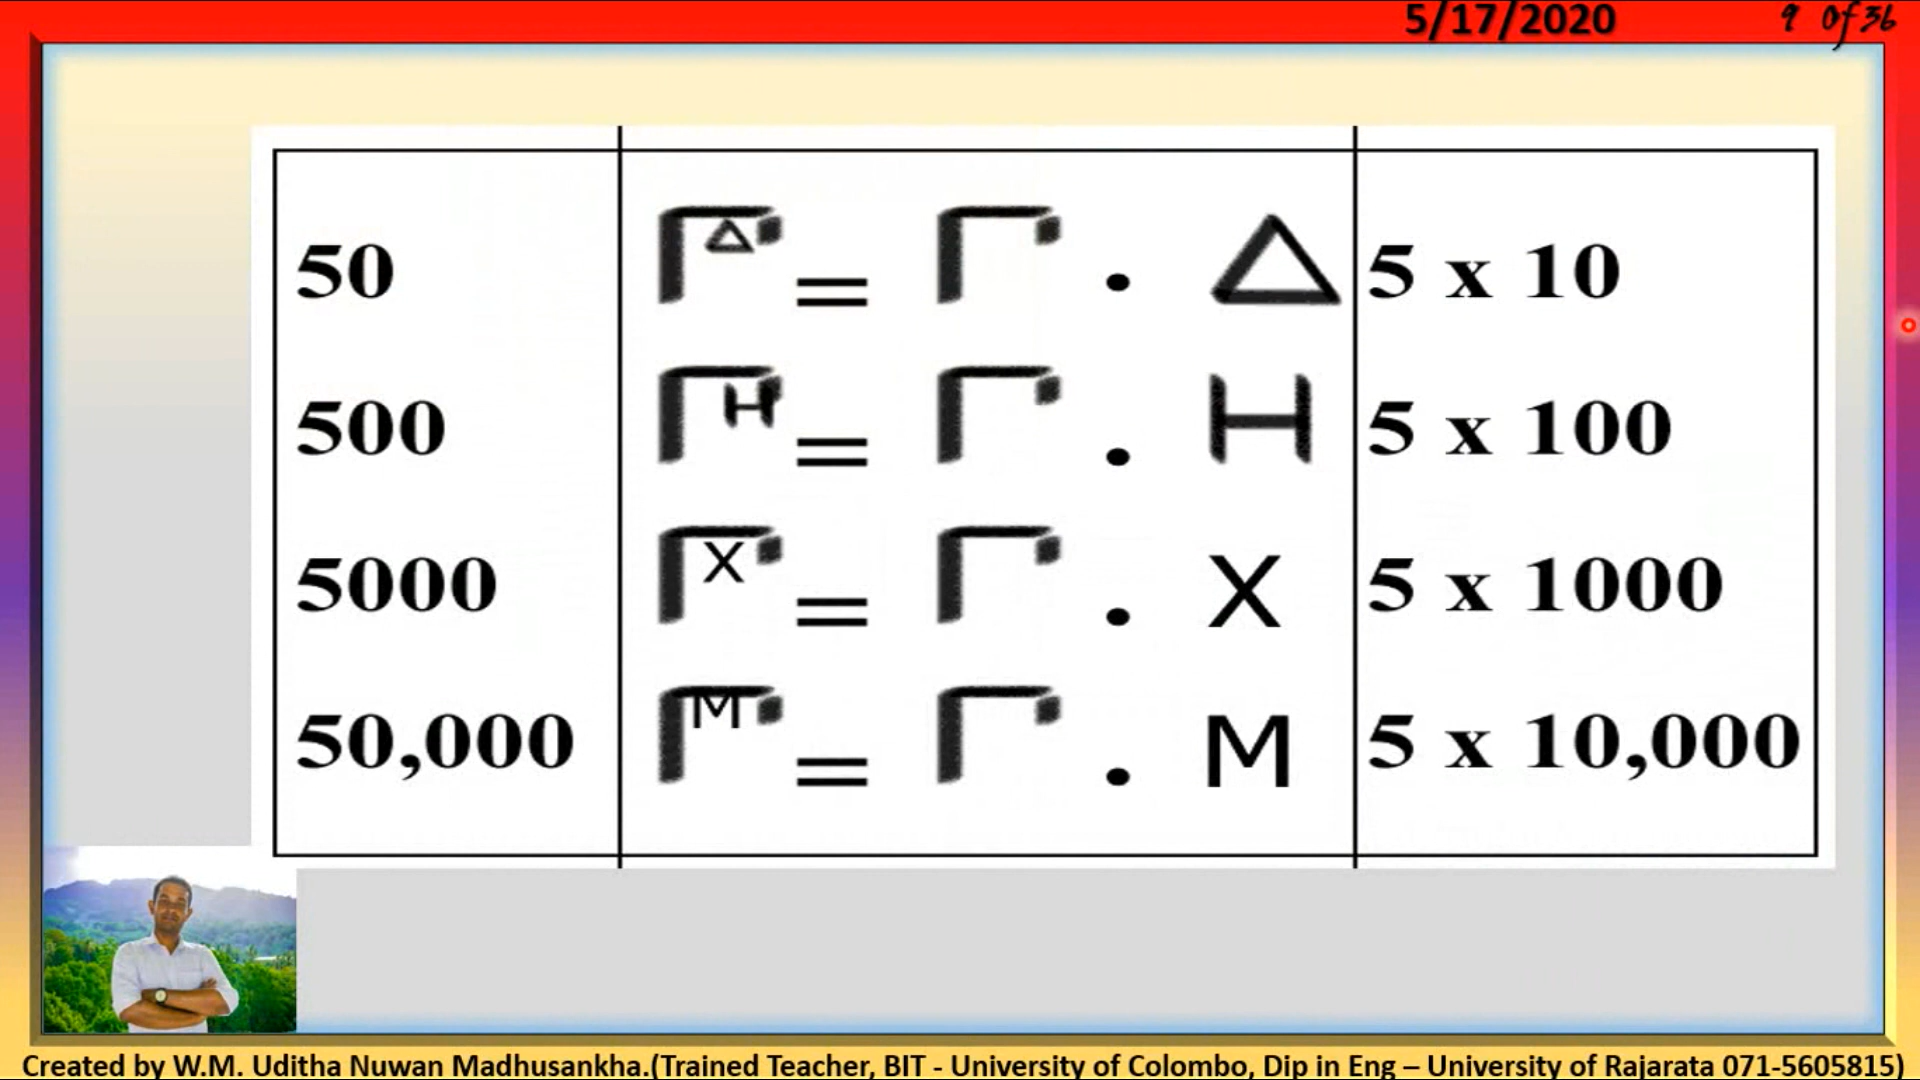 5/17/2020 9 of 36
50 Γ^Δ = Γ . Δ 5 x 10
500 Γ^H = Γ . H 5 x 100
5000 Γ^X = Γ . X 5 x 1000
50,000 Γ^M = Γ . M 5 x 10,000
Created by W.M. Uditha Nuwan Madhusankha.(Trained Teacher, BIT - University of Colombo, Dip in Eng – University of Rajarata 071-5605815)